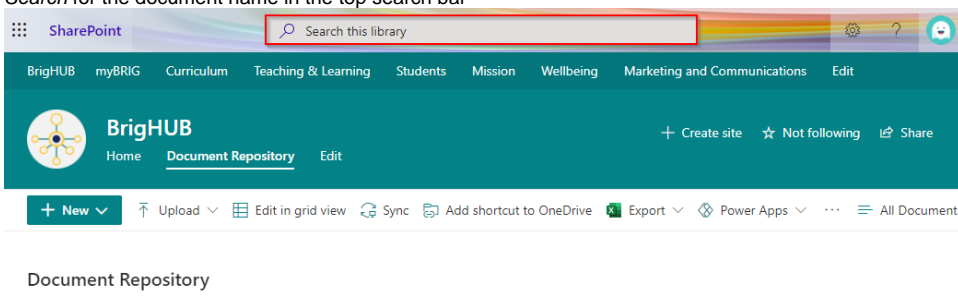 Search for the document name in the top search bar
SharePoint Search this library ?
BrigHUB myBRIG Curriculum Teaching & Learning Students Mission Wellbeing Marketing and Communications Edit
BrigHUB
+ Create site Not following Share
Home Document Repository Edit
+ New Upload Edit in grid view Sync Add shortcut to OneDrive Export Power Apps ... All Document
Document Repository